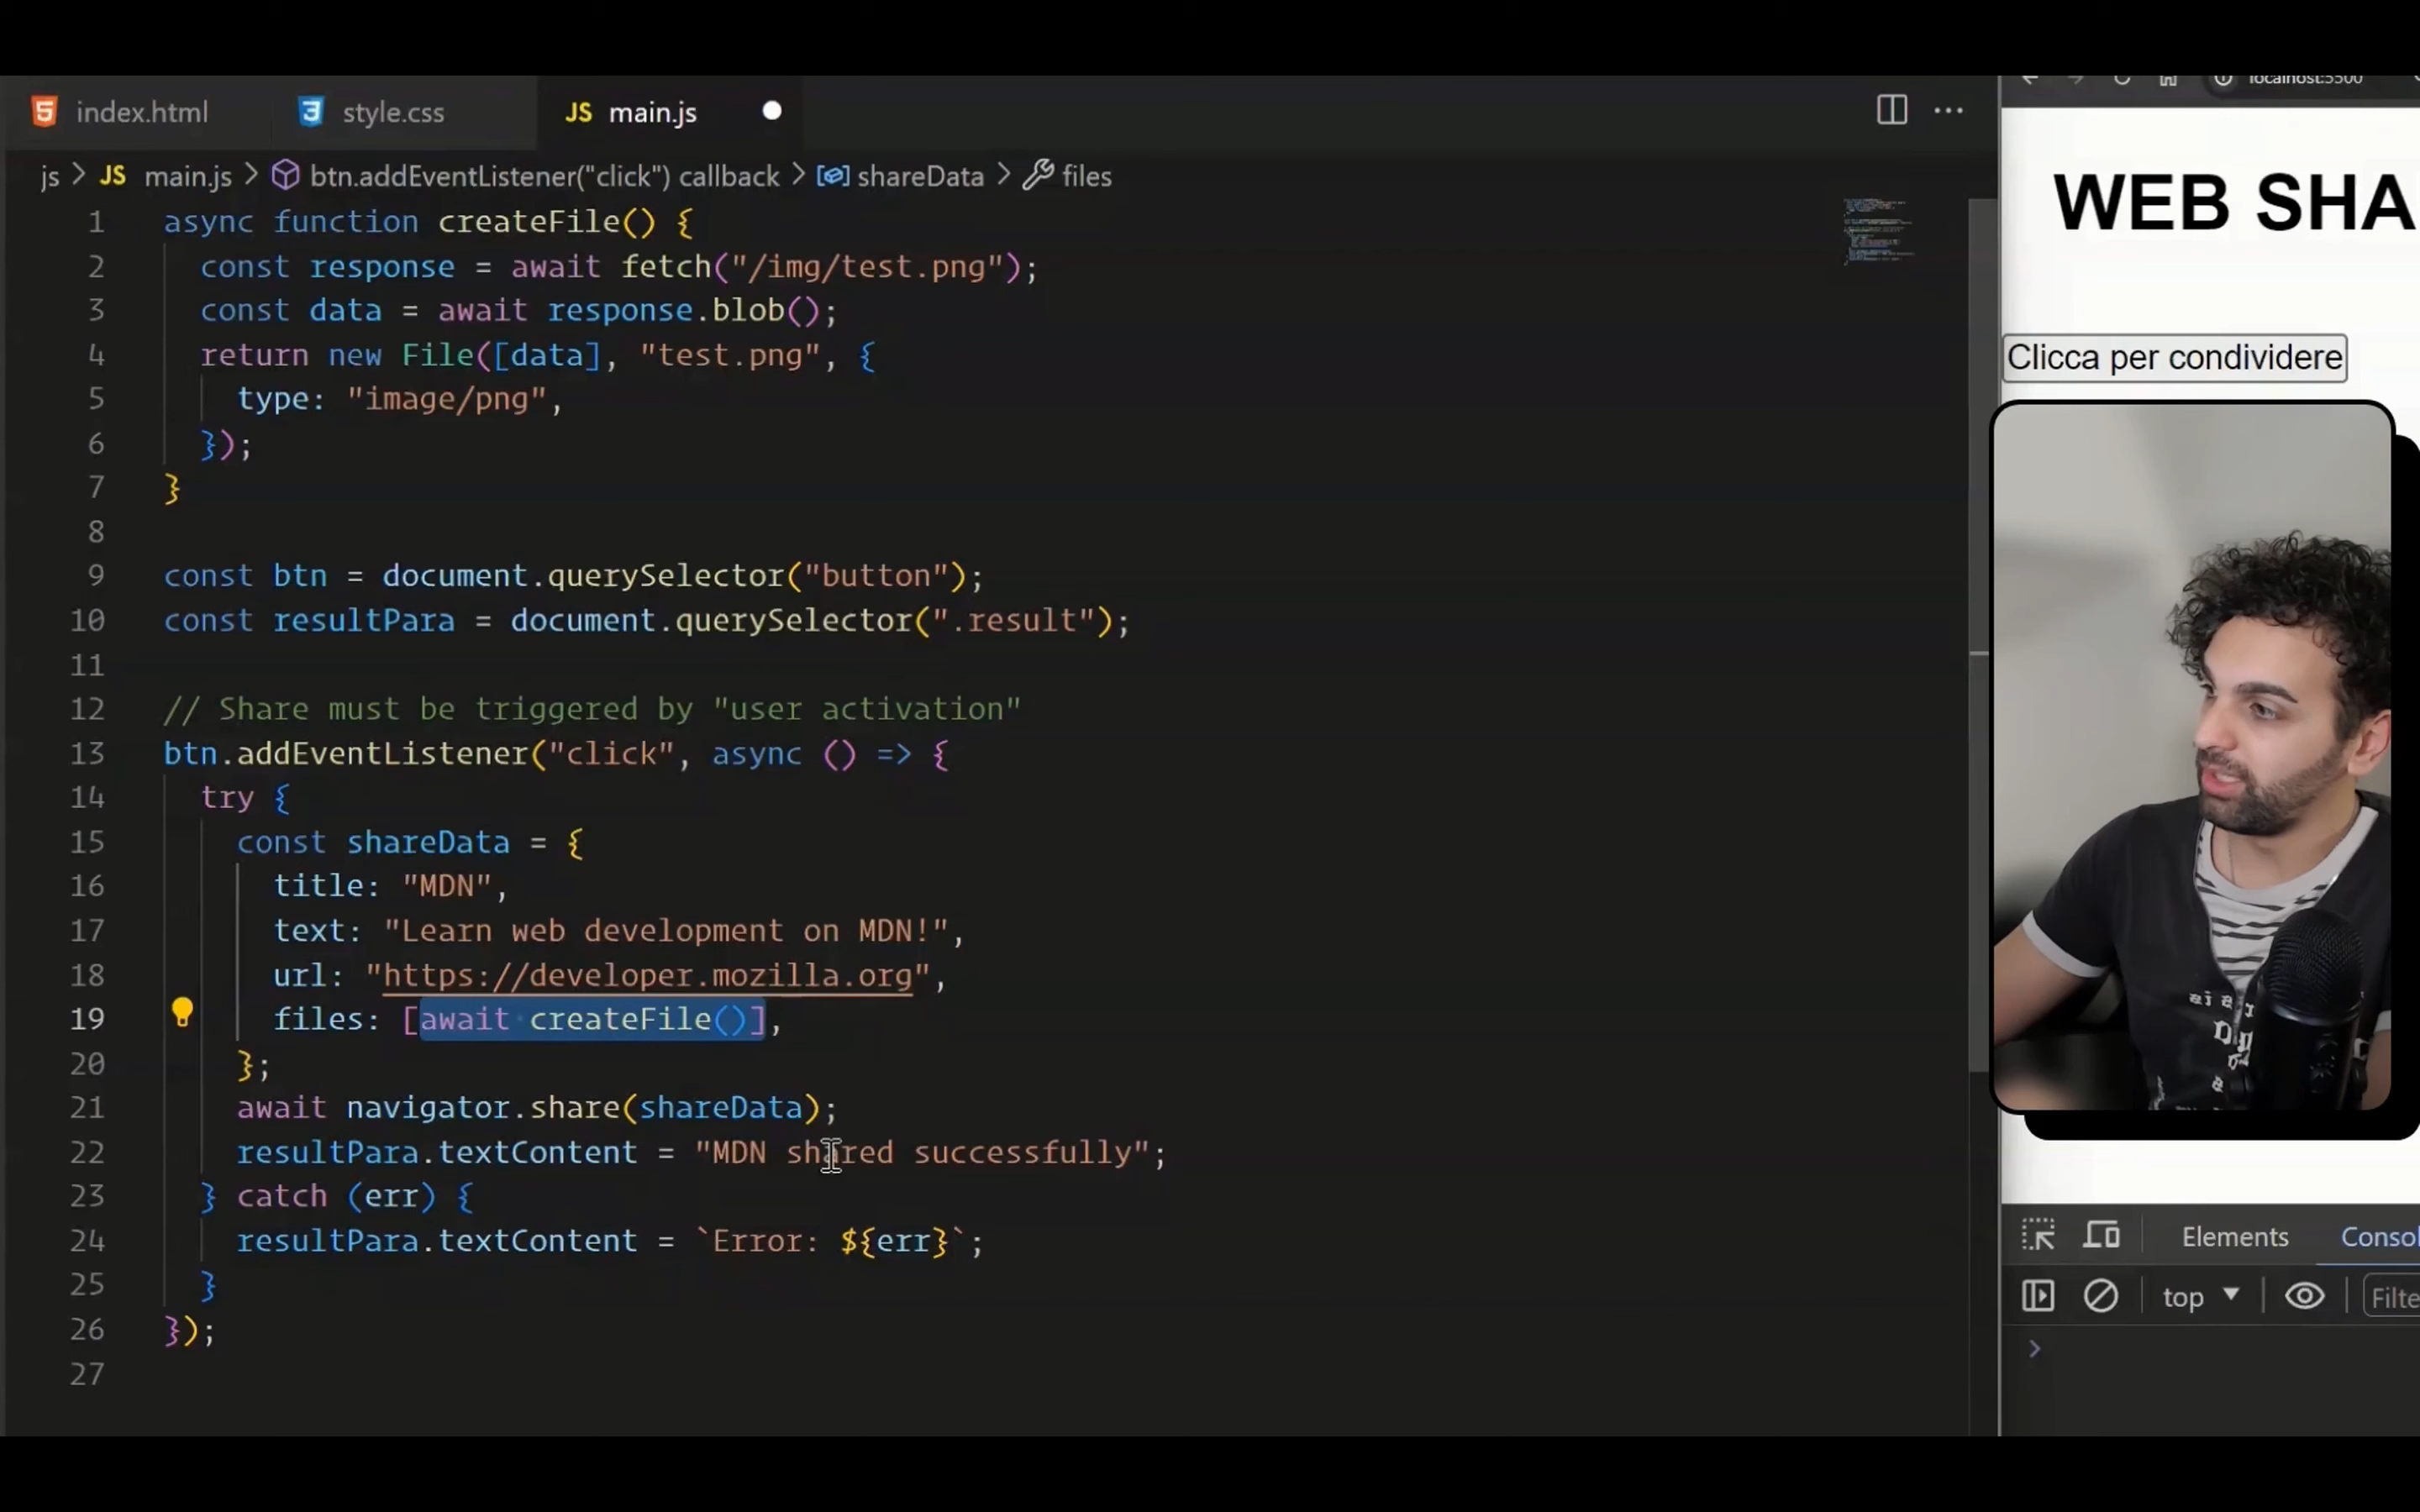 index.html
style.css
JS main.js
js > JS main.js > btn.addEventListener("click") callback > shareData > files
1 async function createFile() {
2 const response = await fetch("/img/test.png");
3 const data = await response.blob();
4 return new File([data], "test.png", {
5 type: "image/png",
6 });
7 }
8
9 const btn = document.querySelector("button");
10 const resultPara = document.querySelector(".result");
11
12 // Share must be triggered by "user activation"
13 btn.addEventListener("click", async () => {
14 try {
15 const shareData = {
16 title: "MDN",
17 text: "Learn web development on MDN!",
18 url: "https://developer.mozilla.org",
19 files: [await createFile()],
20 };
21 await navigator.share(shareData);
22 resultPara.textContent = "MDN shared successfully";
23 } catch (err) {
24 resultPara.textContent = `Error: ${err}`;
25 }
26 });
27
localhost:5500
WEB SHA
Clicca per condividere
Elements Consol
top Filte